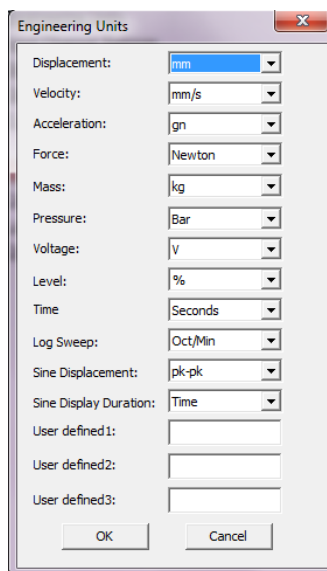 Engineering Units
Displacement: mm
Velocity: mm/s
Acceleration: gn
Force: Newton
Mass: kg
Pressure: Bar
Voltage: V
Level: %
Time Seconds
Log Sweep: Oct/Min
Sine Displacement: pk-pk
Sine Display Duration: Time
User defined1:
User defined2:
User defined3:
OK Cancel